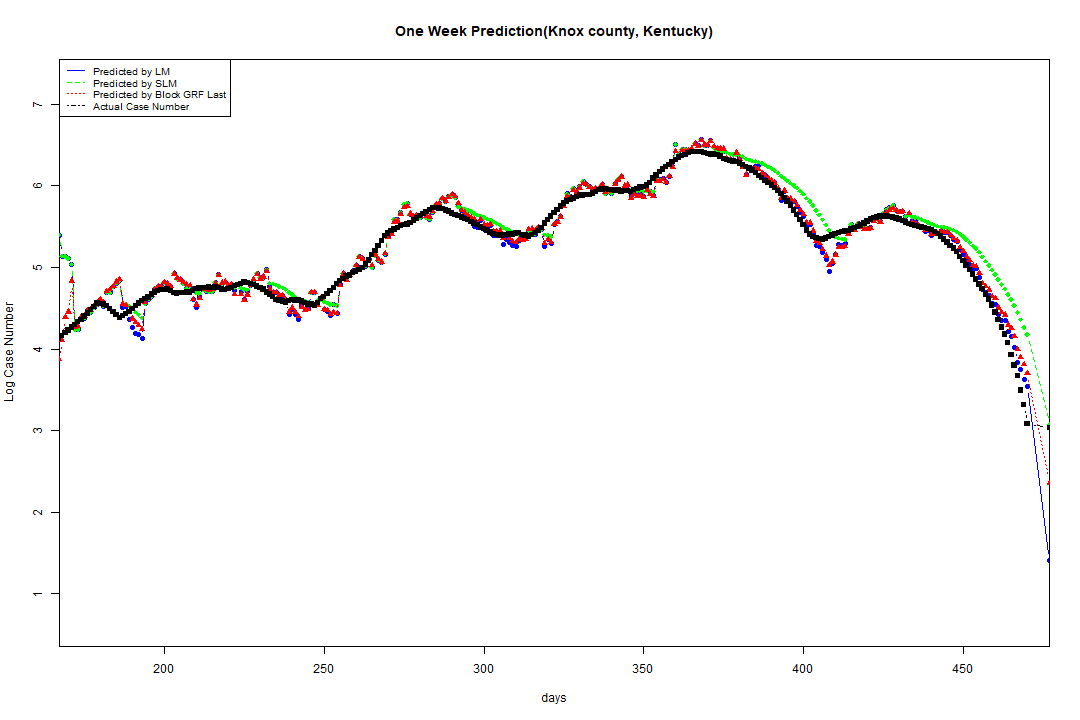 One Week Prediction(Knox county, Kentucky)
Predicted by LM
Predicted by SLM
Predicted by Block GRF Last
Actual Case Number
7
6
5
4
3
2
1
Log Case Number
200 250 300 350 400 450
days